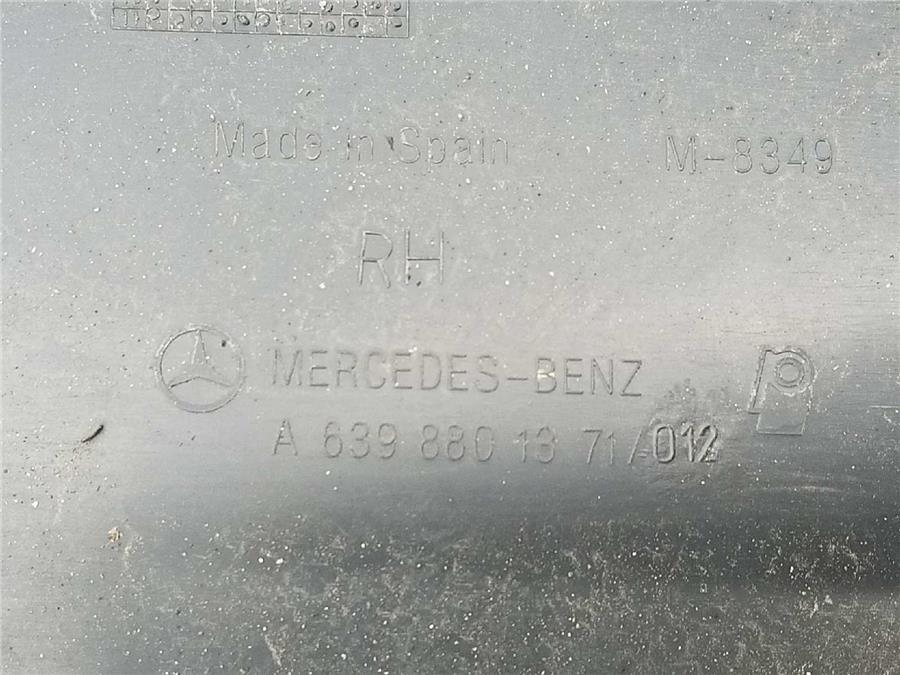 Made in Spain M-8349
RH
MERCEDES-BENZ
A 639 880 13 71/012